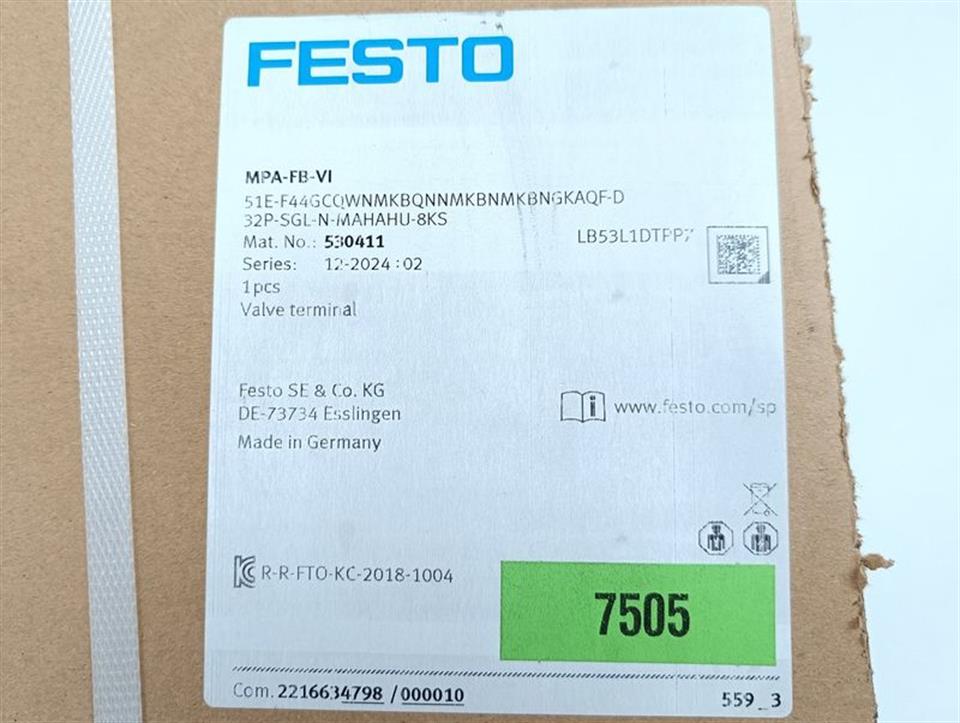 FESTO
MPA-FB-VI
51E-F44GCQWNMKBQNNMKBNMKBNGKAQF-D
32P-SGL-N-MAHAHU-8KS
Mat. No.: 530411
LB53L1DTPPZ
Series: 12-2024:02
1pcs
Valve terminal
Festo SE & Co. KG
DE-73734 Esslingen
www.festo.com/sp
Made in Germany
R-R-FTO-KC-2018-1004
7505
Com. 2216634798 /000010
559_3